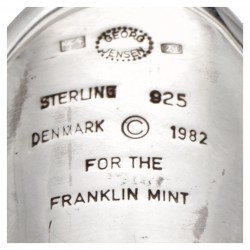 GEORG
JENSEN
STERLING 925
DENMARK © 1982
FOR THE
FRANKLIN MINT